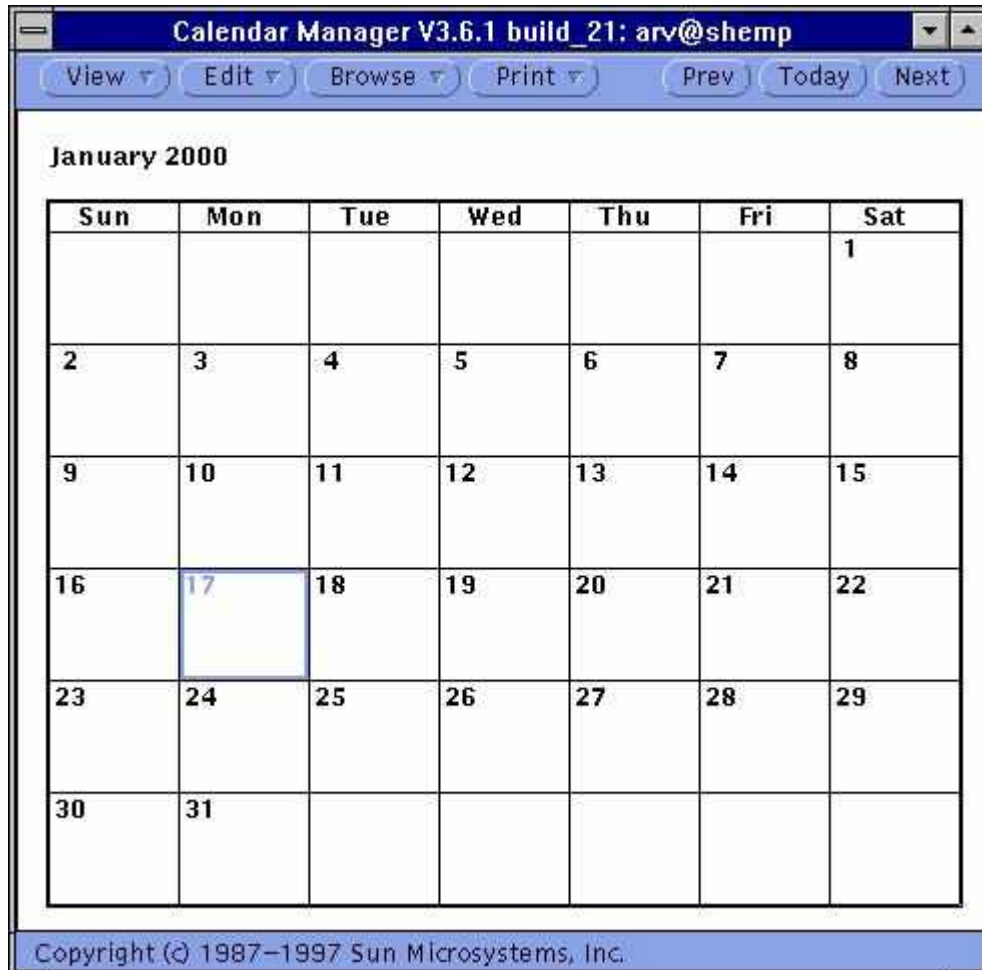 Calendar Manager V3.6.1 build_21: arv@shemp
View Edit Browse Print Prev Today Next
January 2000
Sun Mon Tue Wed Thu Fri Sat
1
2 3 4 5 6 7 8
9 10 11 12 13 14 15
16 17 18 19 20 21 22
23 24 25 26 27 28 29
30 31
Copyright (c) 1987-1997 Sun Microsystems, Inc.